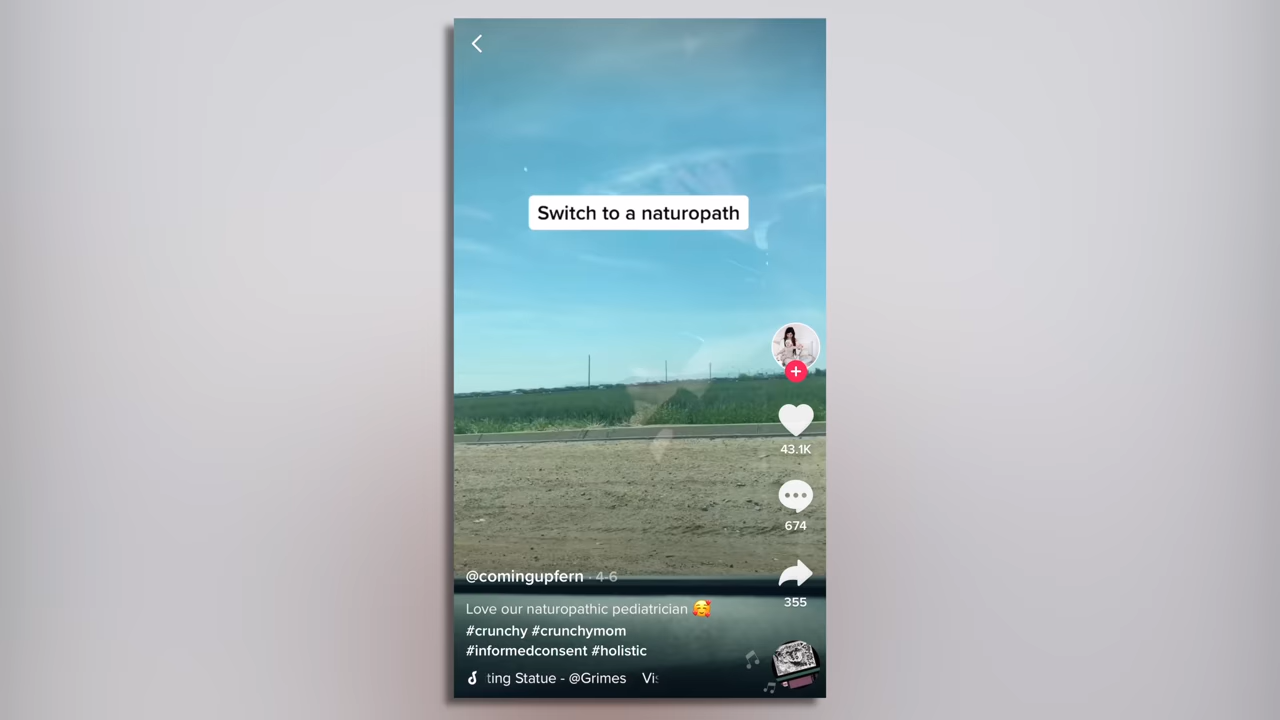 Switch to a naturopath
43.1K
674
355
@comingupfern · 4-6
Love our naturopathic pediatrician 🥰
#crunchy #crunchymom
#informedconsent #holistic
ting Statue - @Grimes Vis